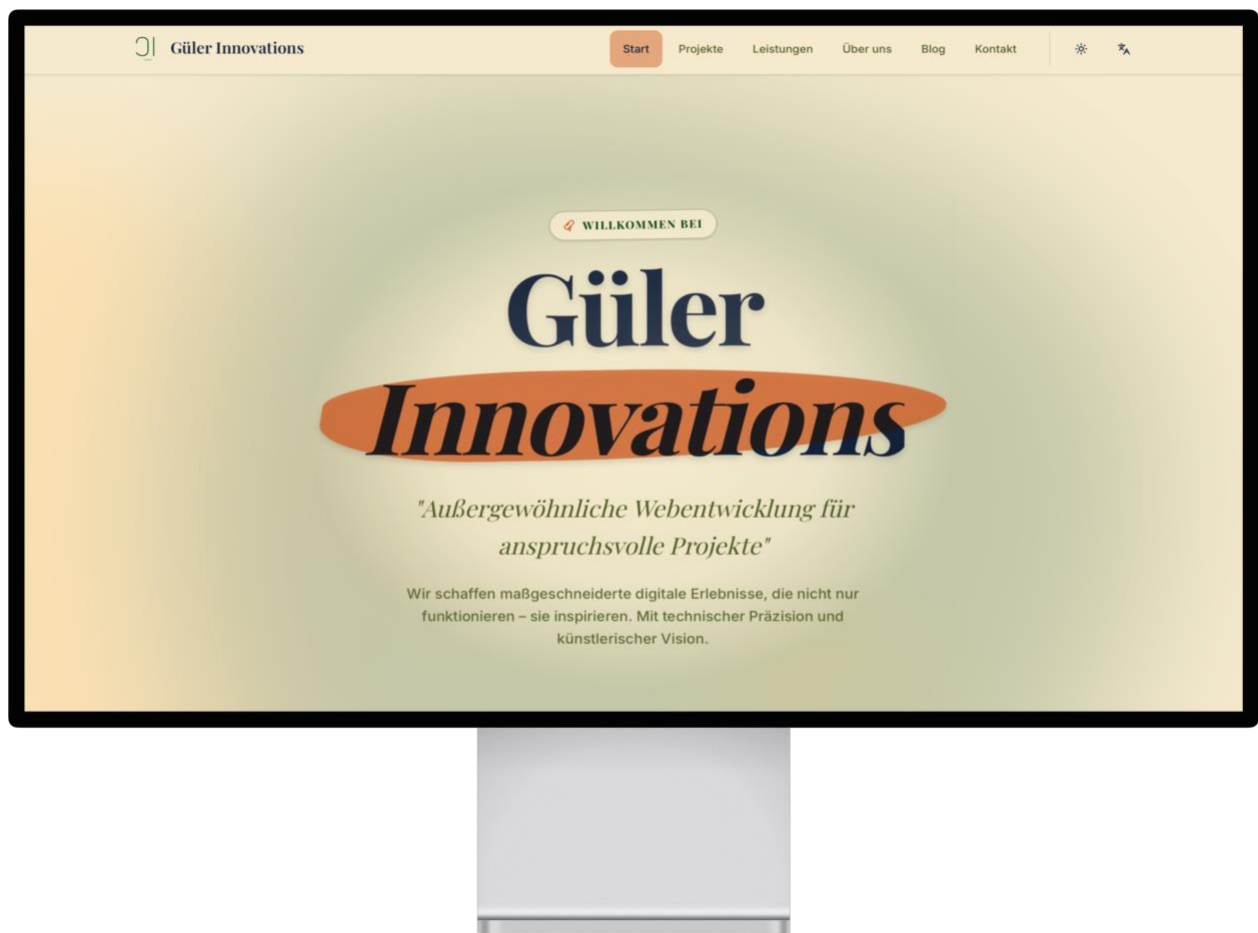 Güler Innovations
Start Projekte Leistungen Über uns Blog Kontakt
WILLKOMMEN BEI
Güler
Innovations
"Außergewöhnliche Webentwicklung für
anspruchsvolle Projekte"
Wir schaffen maßgeschneiderte digitale Erlebnisse, die nicht nur
funktionieren – sie inspirieren. Mit technischer Präzision und
künstlerischer Vision.